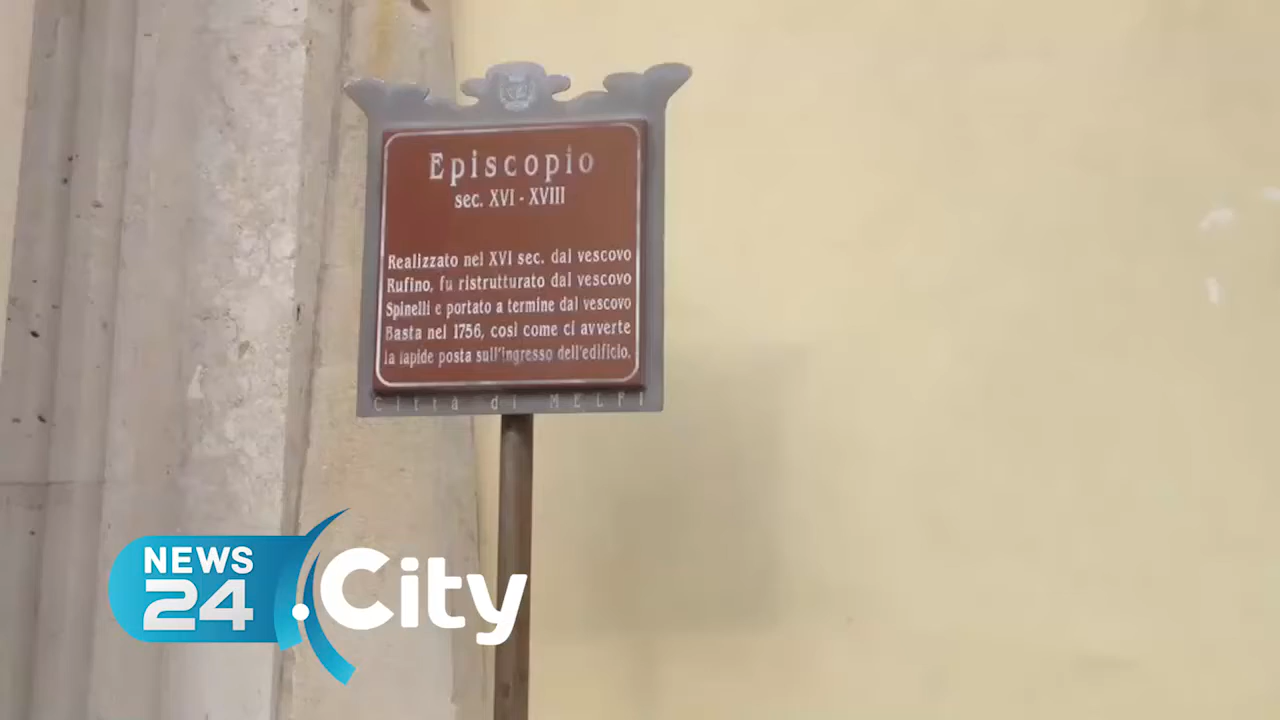 Episcopio
sec. XVI - XVIII
Realizzato nel XVI sec. dal vescovo
Rufino, fu ristrutturato dal vescovo
Spinelli e portato a termine dal vescovo
Basta nel 1756, così come ci avverte
la lapide posta sull'ingresso dell'edificio.
Città di MELFI
NEWS
24
.City